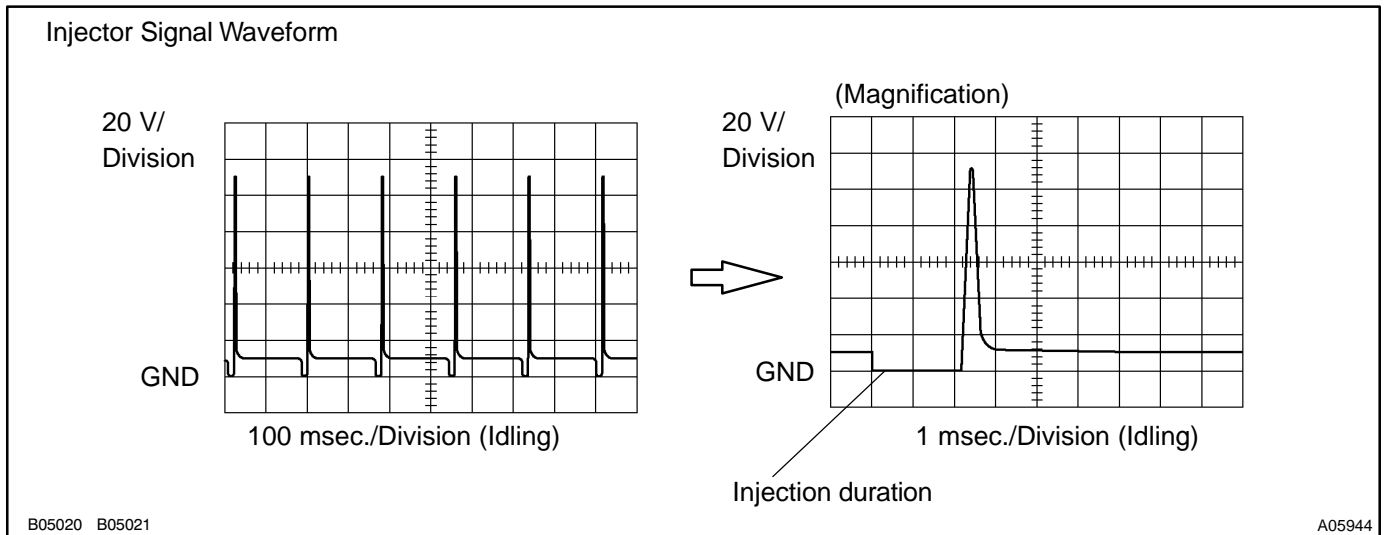 Injector Signal Waveform
20 V/
Division
GND
100 msec./Division (Idling)
(Magnification)
20 V/
Division
GND
1 msec./Division (Idling)
Injection duration
B05020 B05021
A05944